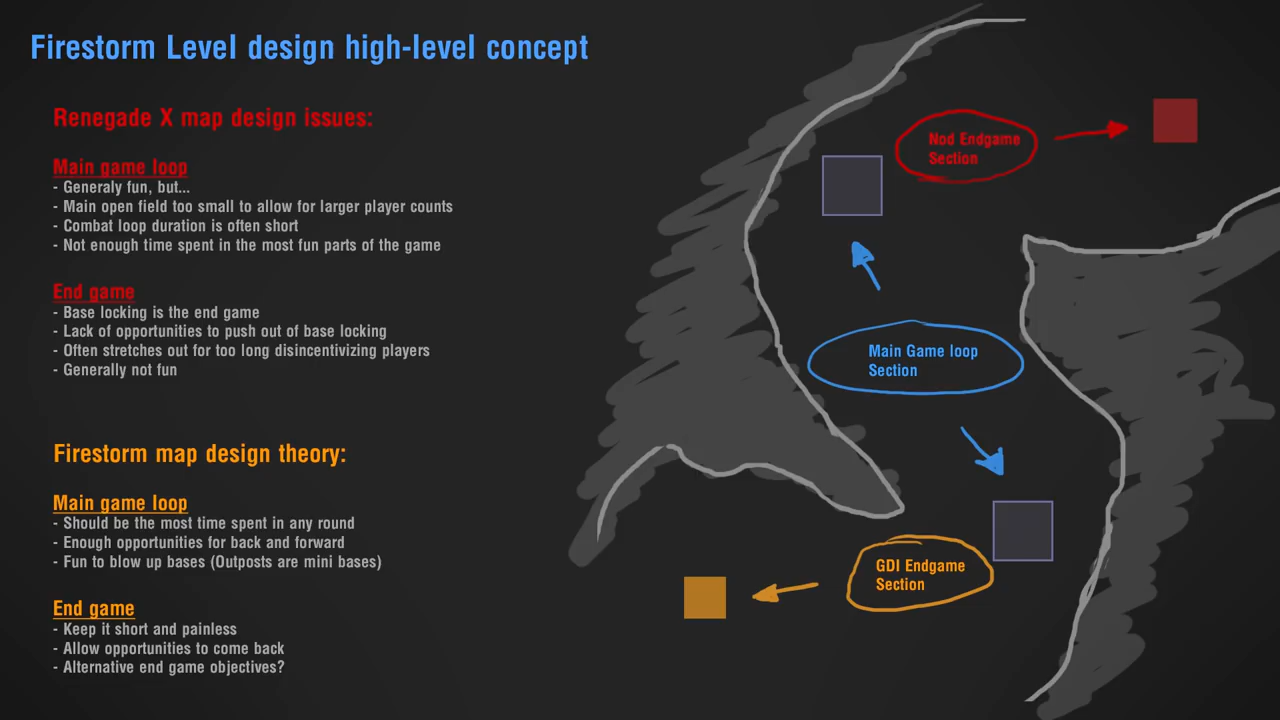 Firestorm Level design high-level concept
Renegade X map design issues:
Main game loop
- Generaly fun, but...
- Main open field too small to allow for larger player counts
- Combat loop duration is often short
- Not enough time spent in the most fun parts of the game
End game
- Base locking is the end game
- Lack of opportunities to push out of base locking
- Often stretches out for too long disincentivizing players
- Generally not fun
Firestorm map design theory:
Main game loop
- Should be the most time spent in any round
- Enough opportunities for back and forward
- Fun to blow up bases (Outposts are mini bases)
End game
- Keep it short and painless
- Allow opportunities to come back
- Alternative end game objectives?
Nod Endgame
Section
Main Game loop
Section
GDI Endgame
Section